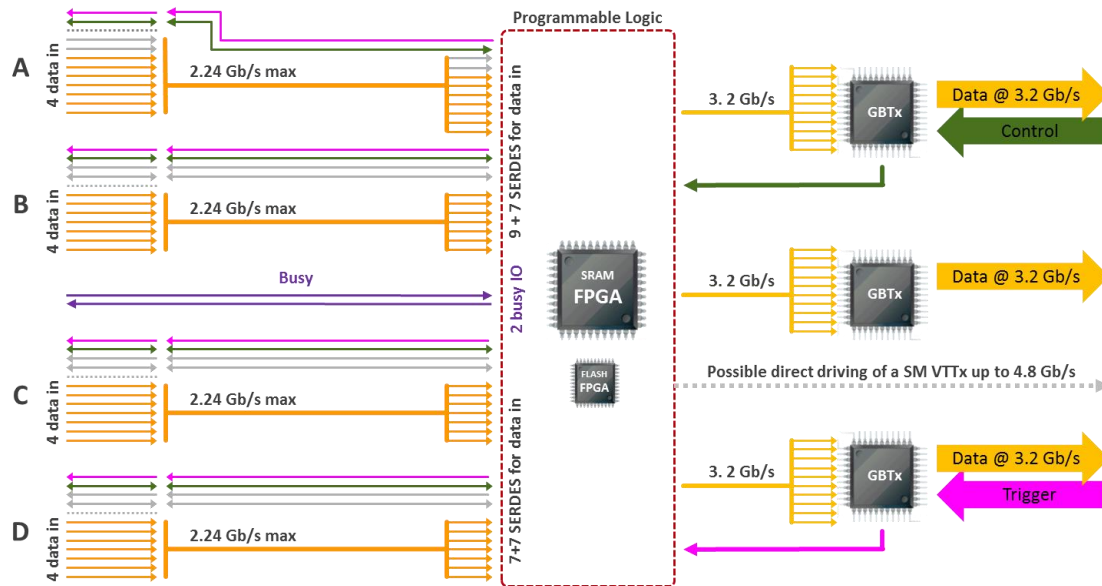 Programmable Logic
A
4 data in
2.24 Gb/s max
9 + 7 SERDES for data in
3. 2 Gb/s
GBTx
Data @ 3.2 Gb/s
Control
B
4 data in
2.24 Gb/s max
Busy
2 busy IO
SRAM
FPGA
3. 2 Gb/s
GBTx
Data @ 3.2 Gb/s
FLASH
FPGA
Possible direct driving of a SM VTTx up to 4.8 Gb/s
C
4 data in
2.24 Gb/s max
7+7 SERDES for data in
3. 2 Gb/s
GBTx
Data @ 3.2 Gb/s
Trigger
D
4 data in
2.24 Gb/s max